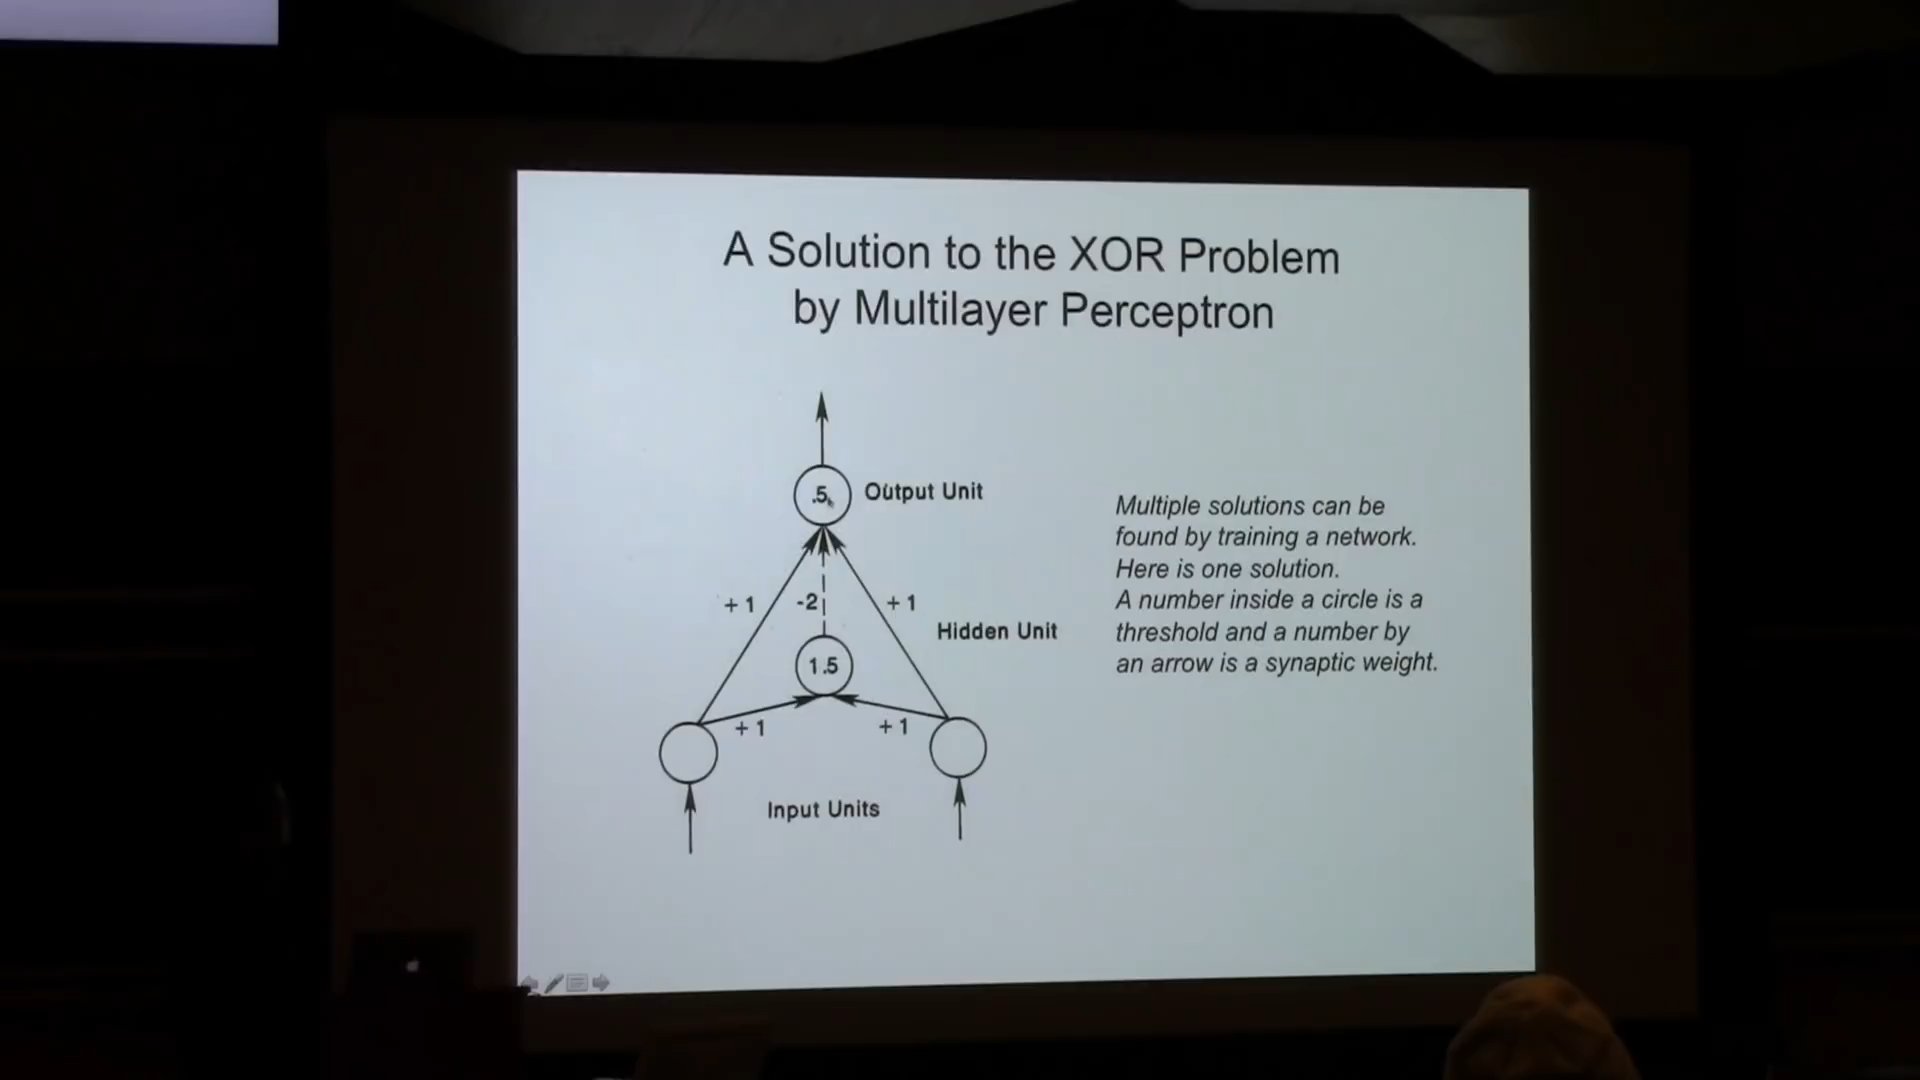 A Solution to the XOR Problem
by Multilayer Perceptron
.5
Output Unit
+1
-2
+1
Hidden Unit
1.5
+1
+1
Input Units
Multiple solutions can be
found by training a network.
Here is one solution.
A number inside a circle is a
threshold and a number by
an arrow is a synaptic weight.